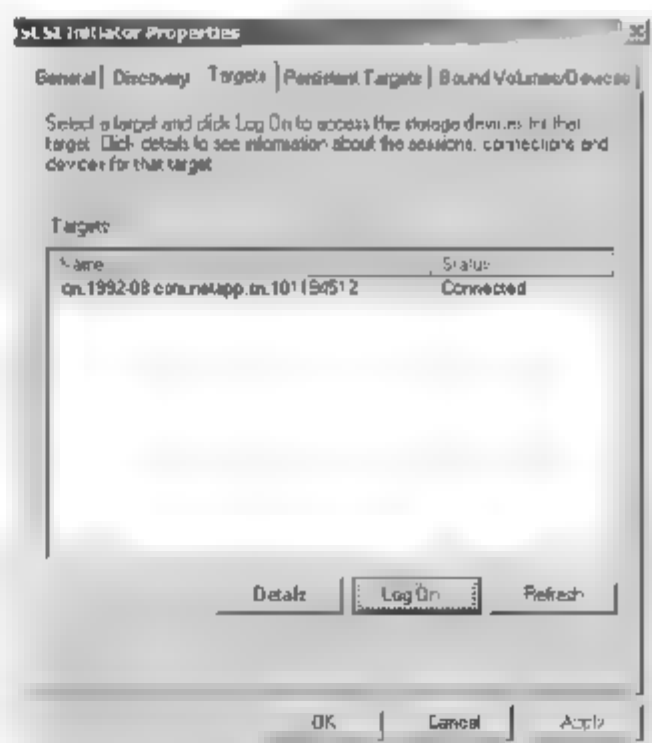 iSCSI Initiator Properties
General Discovery Targets Persistent Targets Bound Volumes/Devices
Select a target and click Log On to access the storage devices for that
target. Click details to see information about the sessions, connections and
devices for that target.
Targets
Name Status
Connected
Details Log On Refresh
OK Cancel Apply